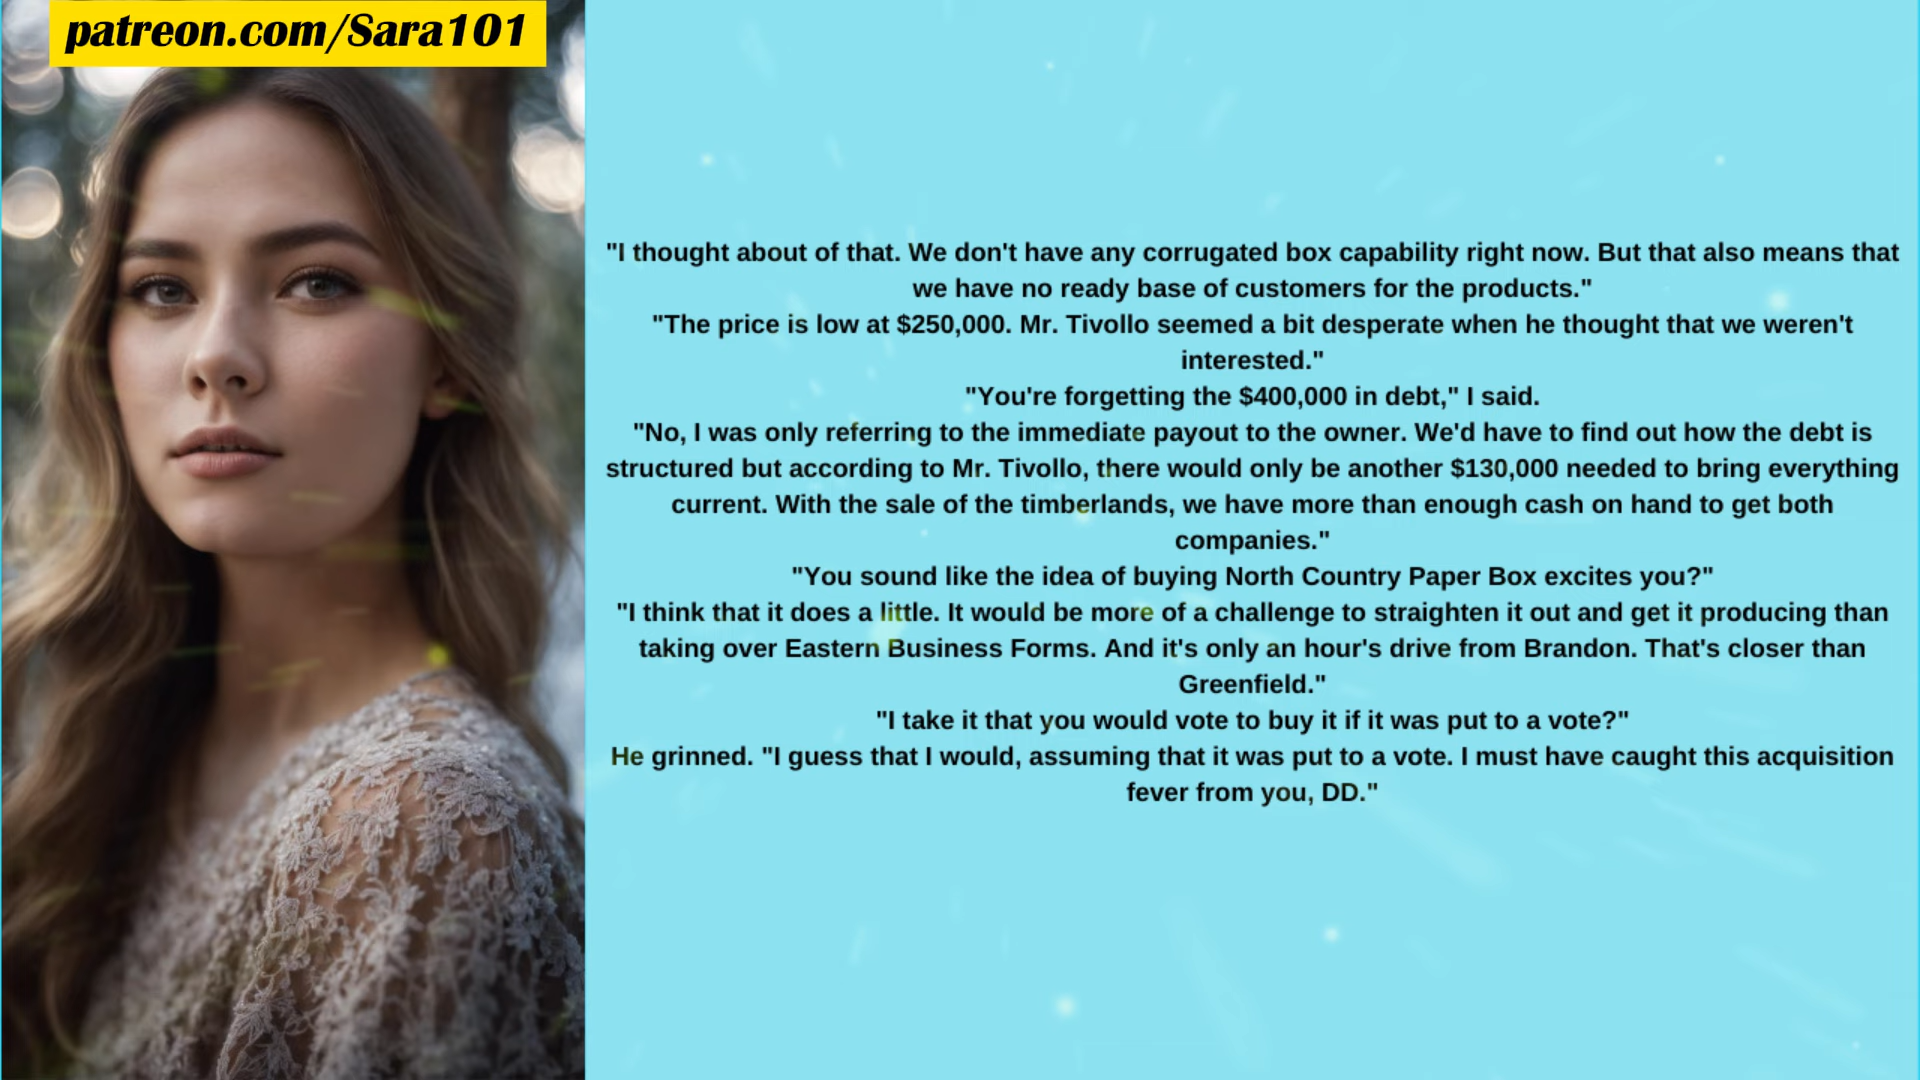 patreon.com/Sara101
"I thought about of that. We don't have any corrugated box capability right now. But that also means that
we have no ready base of customers for the products."
"The price is low at $250,000. Mr. Tivollo seemed a bit desperate when he thought that we weren't
interested."
"You're forgetting the $400,000 in debt," I said.
"No, I was only referring to the immediate payout to the owner. We'd have to find out how the debt is
structured but according to Mr. Tivollo, there would only be another $130,000 needed to bring everything
current. With the sale of the timberlands, we have more than enough cash on hand to get both
companies."
"You sound like the idea of buying North Country Paper Box excites you?"
"I think that it does a little. It would be more of a challenge to straighten it out and get it producing than
taking over Eastern Business Forms. And it's only an hour's drive from Brandon. That's closer than
Greenfield."
"I take it that you would vote to buy it if it was put to a vote?"
He grinned. "I guess that I would, assuming that it was put to a vote. I must have caught this acquisition
fever from you, DD."